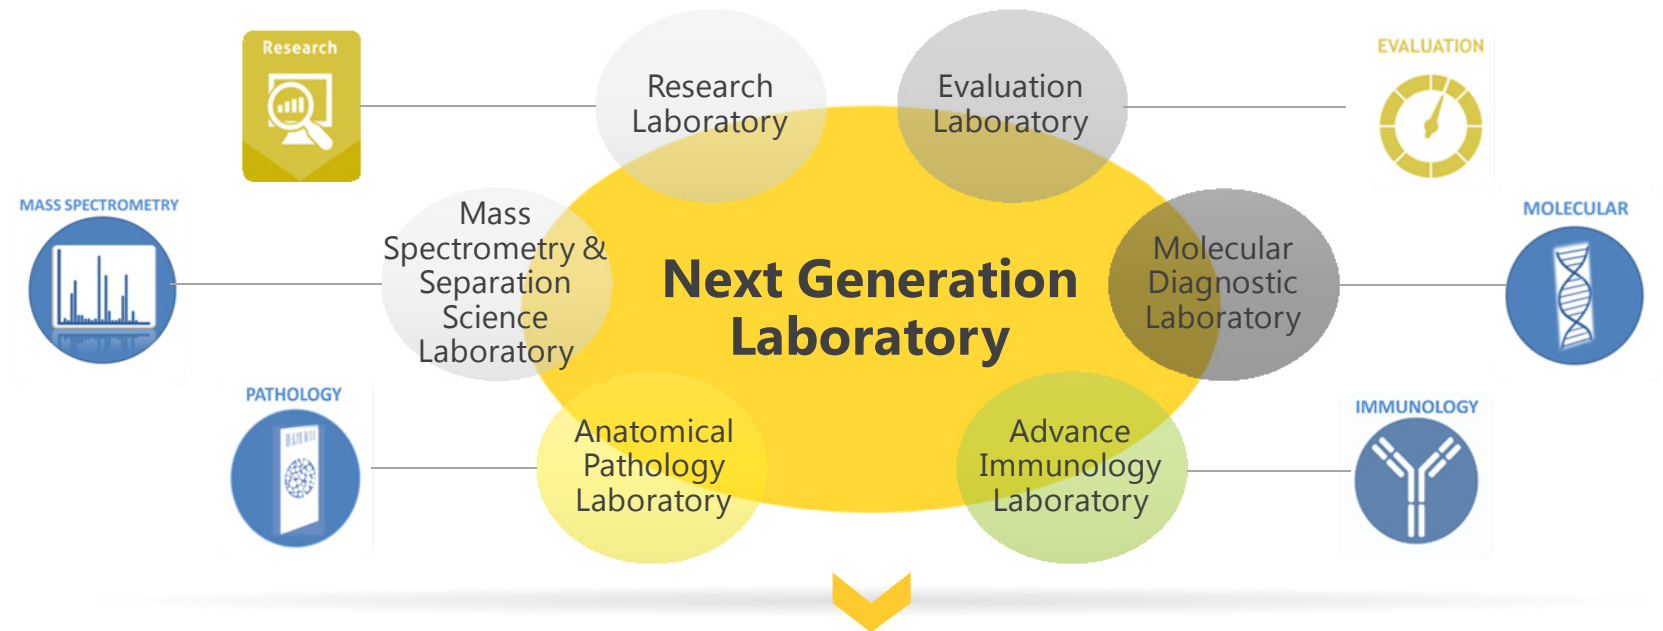 Research
Research
Laboratory
Evaluation
Laboratory
EVALUATION
MASS SPECTROMETRY
Mass
Spectrometry &
Separation
Science
Laboratory
Next Generation
Laboratory
Molecular
Diagnostic
Laboratory
MOLECULAR
PATHOLOGY
Anatomical
Pathology
Laboratory
Advance
Immunology
Laboratory
IMMUNOLOGY